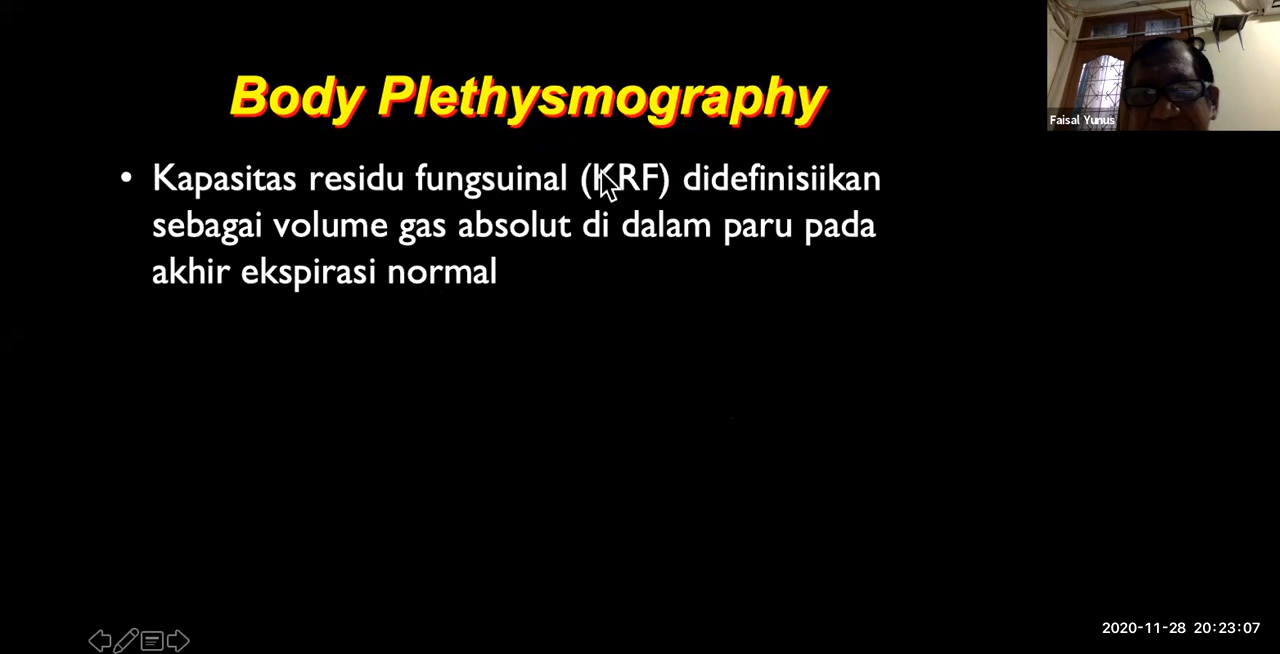 Body Plethysmography
Faisal Yunus
• Kapasitas residu fungsuinal (KRF) didefinisiikan
sebagai volume gas absolut di dalam paru pada
akhir ekspirasi normal
2020-11-28 20:23:07